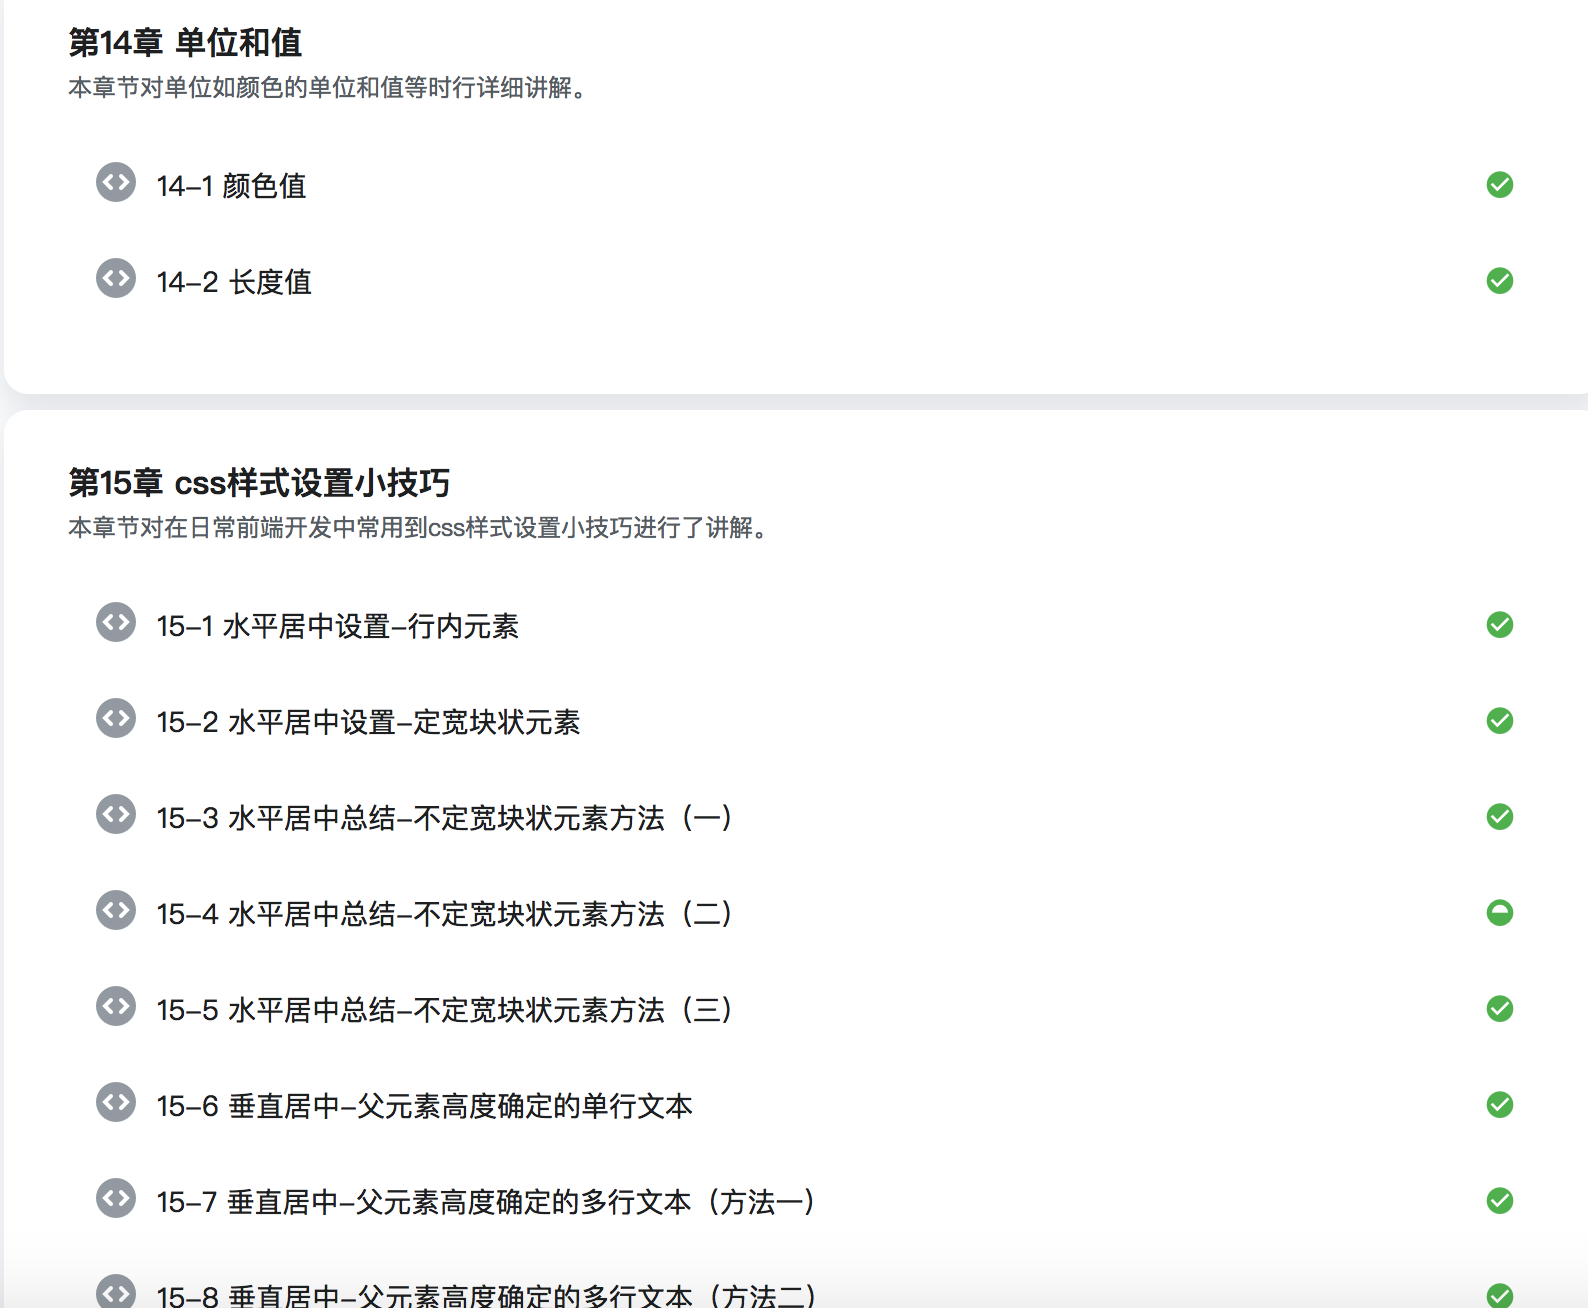 第14章 单位和值
本章节对单位如颜色的单位和值等时行详细讲解。
14-1 颜色值
14-2 长度值
第15章 css样式设置小技巧
本章节对在日常前端开发中常用到css样式设置小技巧进行了讲解。
15-1 水平居中设置-行内元素
15-2 水平居中设置-定宽块状元素
15-3 水平居中总结-不定宽块状元素方法（一）
15-4 水平居中总结-不定宽块状元素方法（二）
15-5 水平居中总结-不定宽块状元素方法（三）
15-6 垂直居中-父元素高度确定的单行文本
15-7 垂直居中-父元素高度确定的多行文本（方法一）
15-8 垂直居中-父元素高度确定的多行文本（方法二）